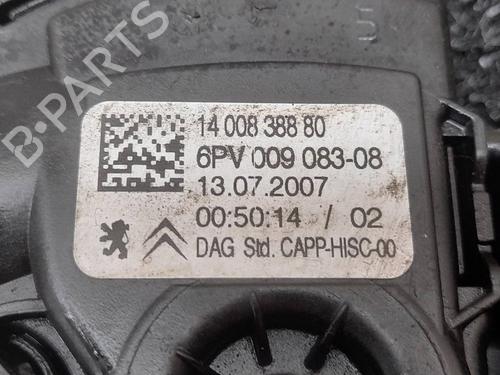 B-PARTS
14 008 388 80
6PV 009 083-08
13.07.2007
00:50:14 / 02
DAG Std. CAPP-HISC-00